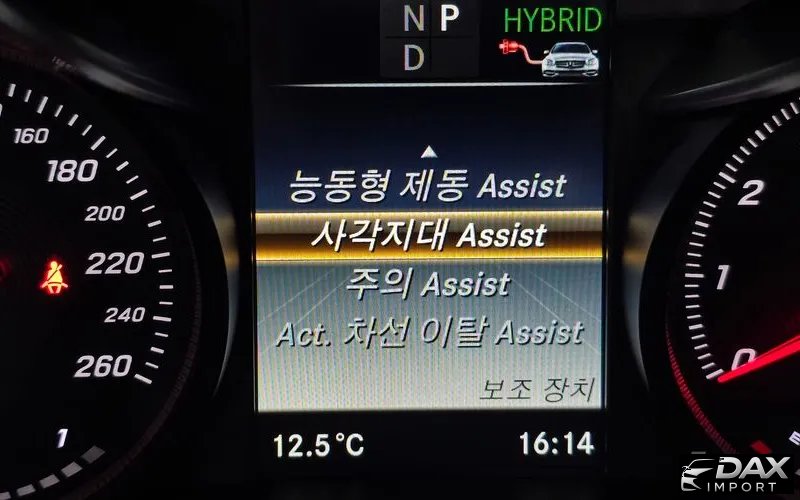 N P
D
HYBRID
능동형 제동 Assist
사각지대 Assist
주의 Assist
Act. 차선 이탈 Assist
보조 장치
12.5°C
16:14
160
180
200
220
240
260
1
2
1
0
DAX
IMPORT